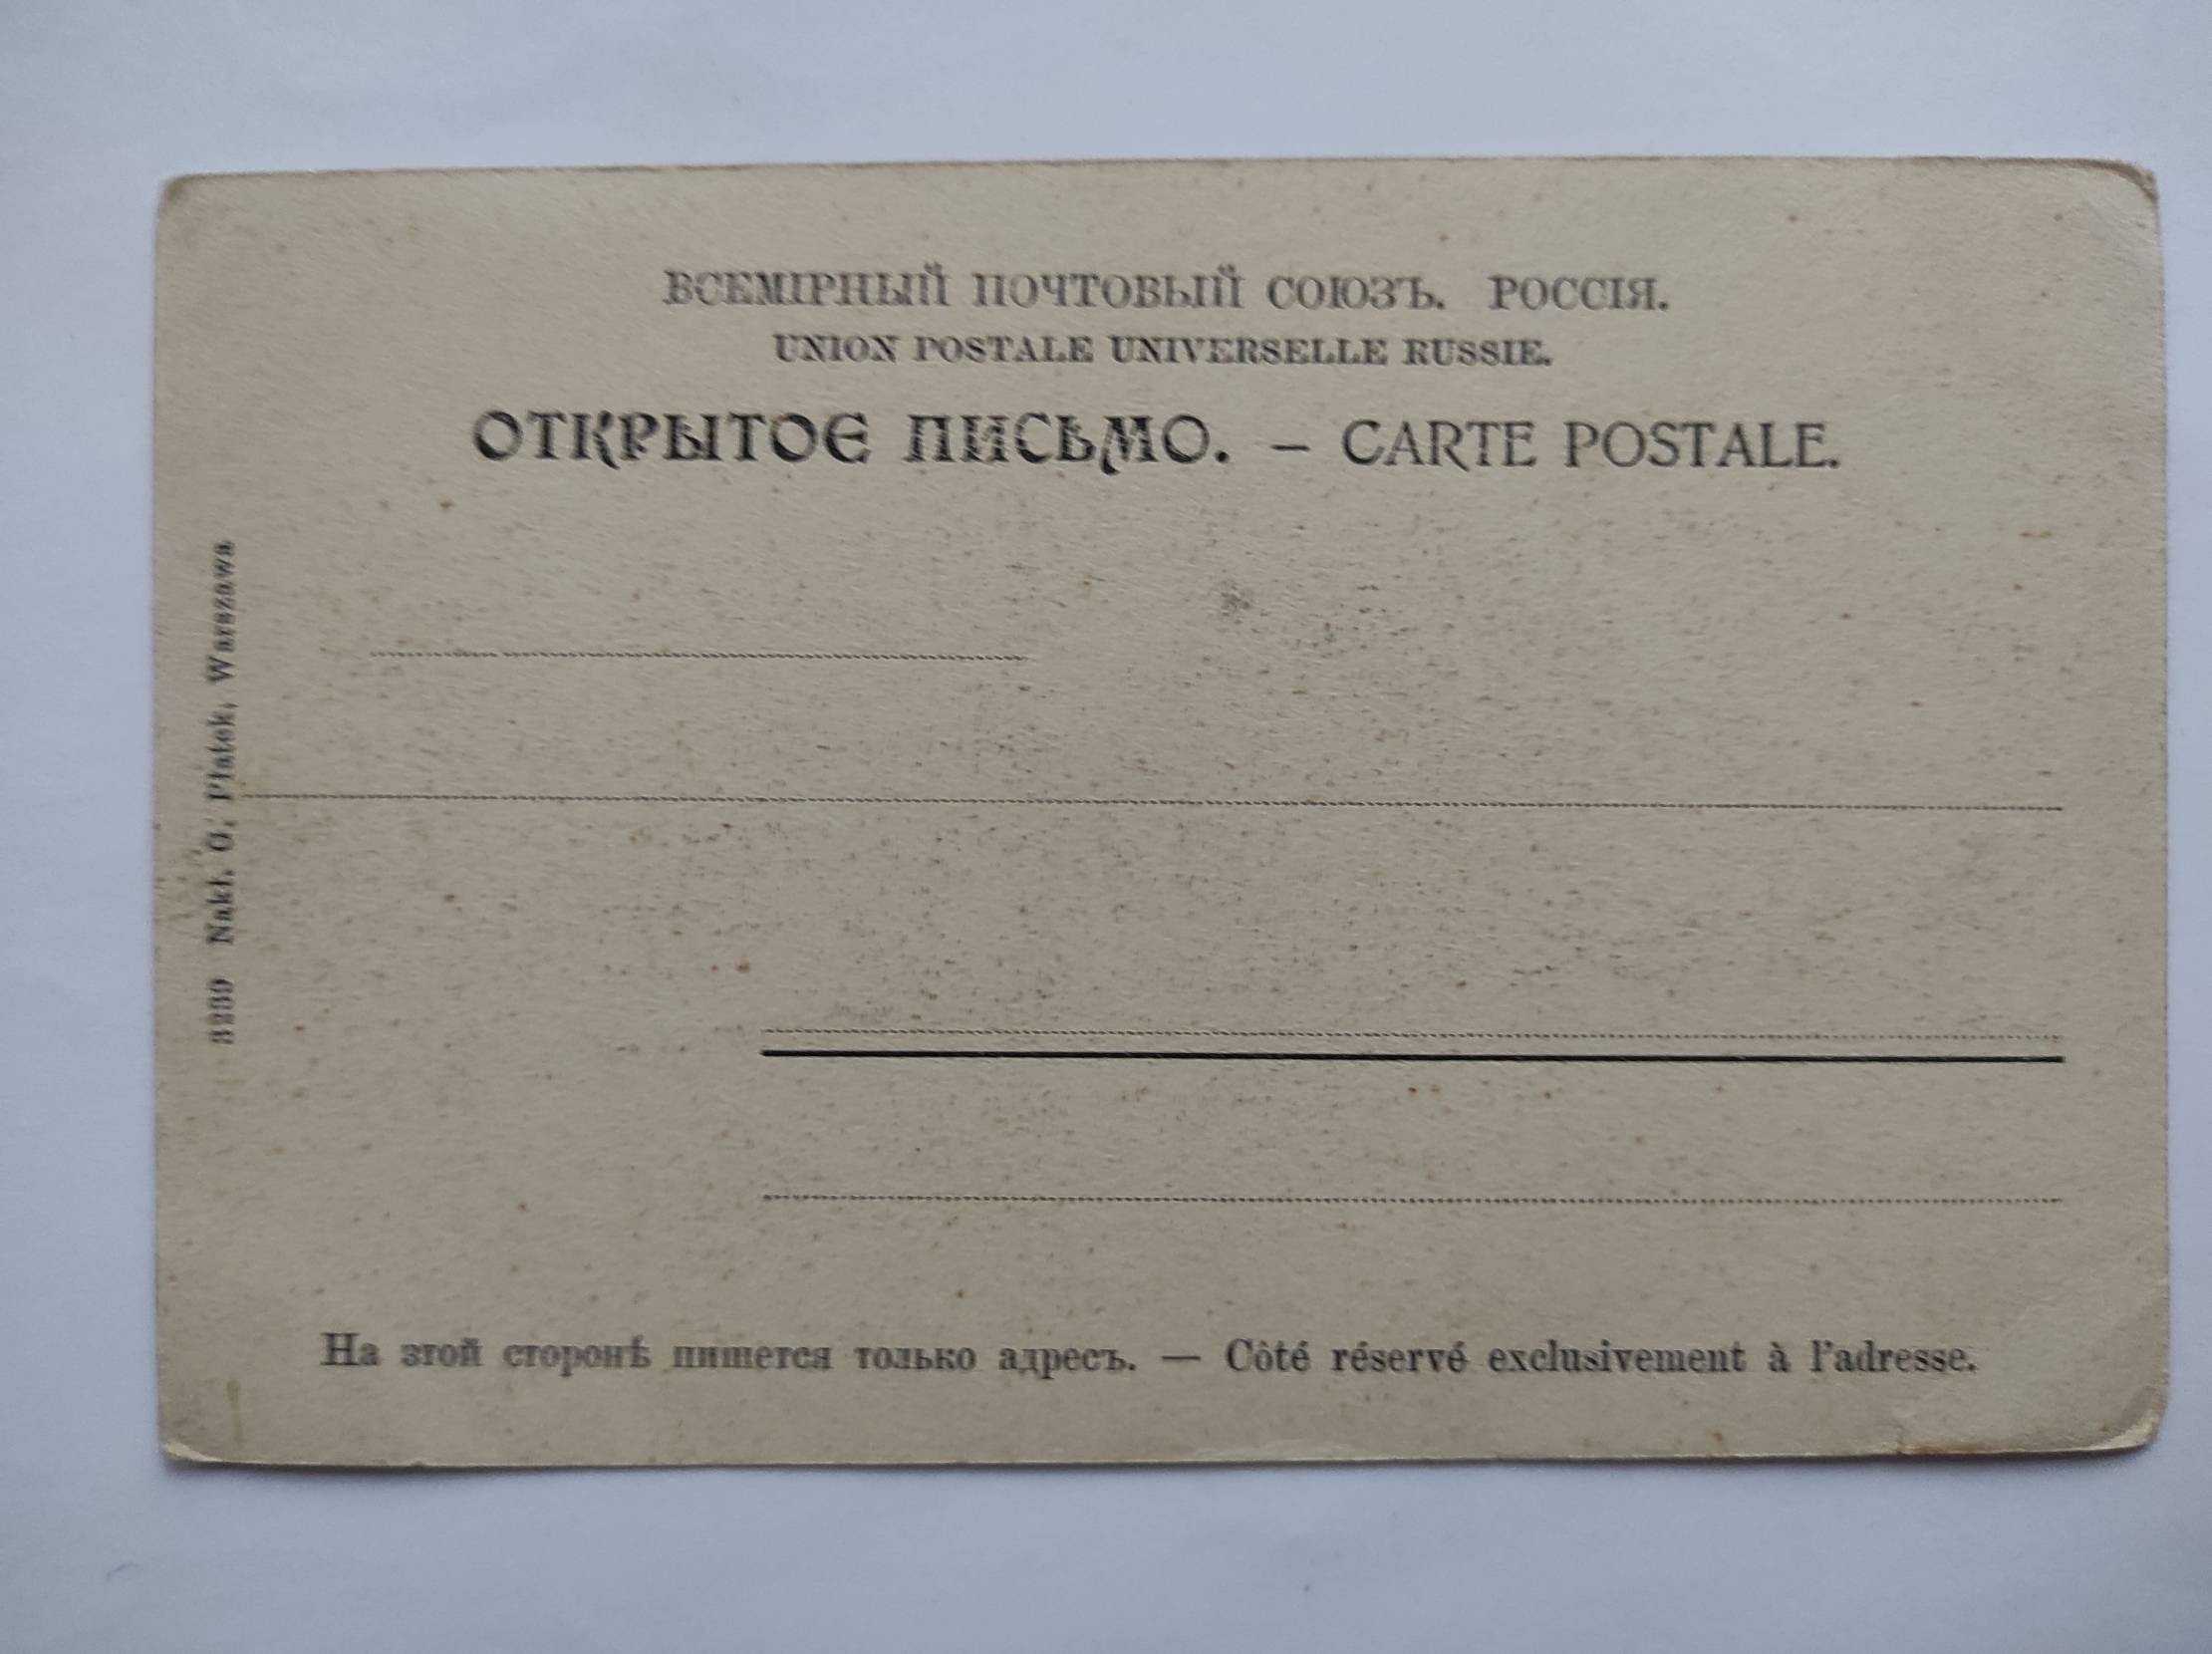 ВСЕМІРНЫЙ ПОЧТОВЫЙ СОЮЗЪ. РОССІЯ.
UNION POSTALE UNIVERSELLE RUSSIE.
ОТКРЫТОЕ ПИСЬМО. – CARTE POSTALE.
Nakł. O. Płatek, Warszawa
На этой сторонѣ пишется только адресъ. — Côté réservé exclusivement à l'adresse.